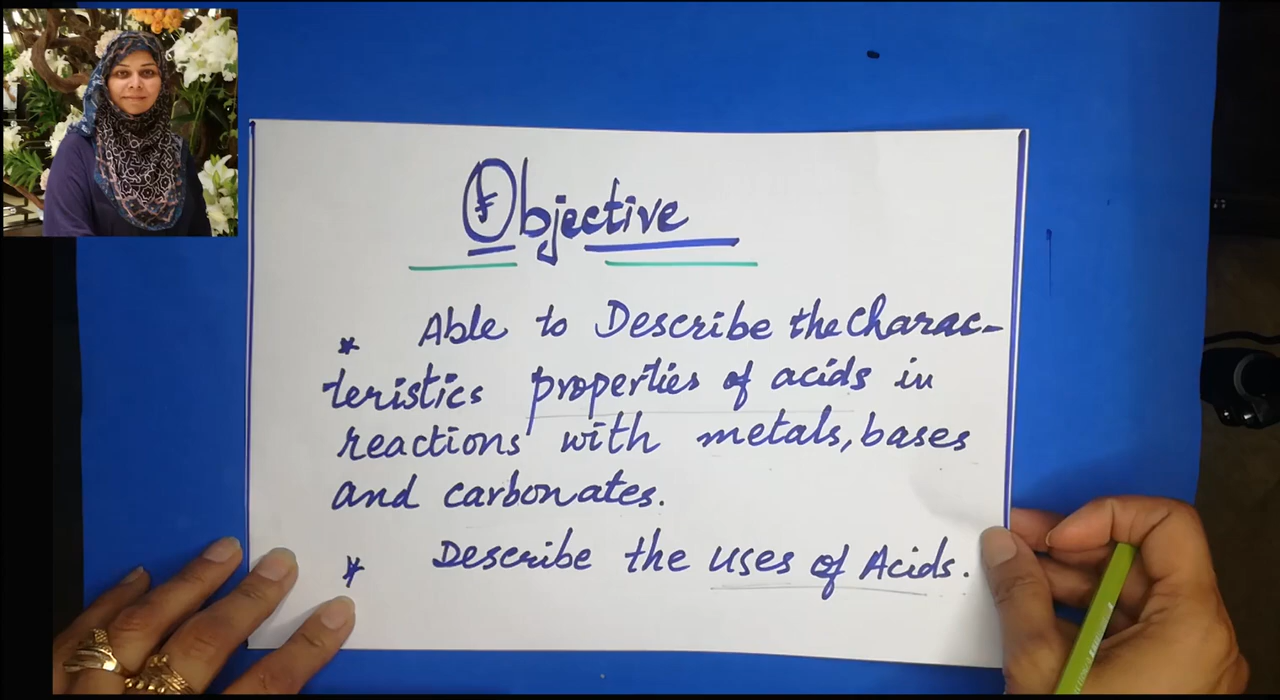 Objective
* Able to Describe the charac-
teristics properties of acids in
reactions with metals, bases
and carbonates.
* Describe the uses of Acids.